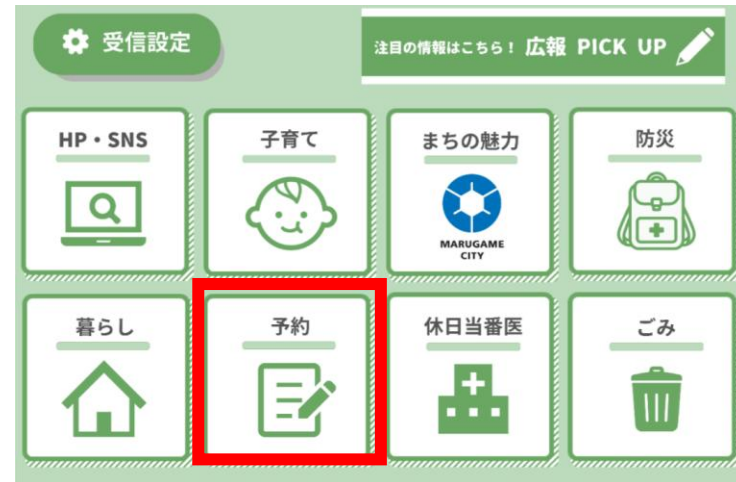 受信設定
注目の情報はこちら！ 広報 PICK UP
HP・SNS
子育て
まちの魅力
防災
MARUGAME
CITY
暮らし
予約
休日当番医
ごみ